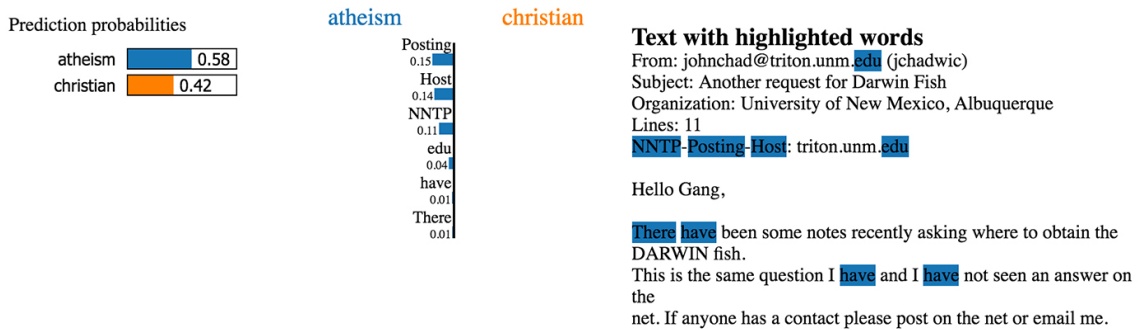 Prediction probabilities
atheism 0.58
christian 0.42
atheism christian
Posting
0.15
Host
0.14
NNTP
0.11
edu
0.04
have
0.01
There
0.01
Text with highlighted words
From: johnchad@triton.unm.edu (jchadwic)
Subject: Another request for Darwin Fish
Organization: University of New Mexico, Albuquerque
Lines: 11
NNTP-Posting-Host: triton.unm.edu
Hello Gang,
There have been some notes recently asking where to obtain the
DARWIN fish.
This is the same question I have and I have not seen an answer on
the
net. If anyone has a contact please post on the net or email me.